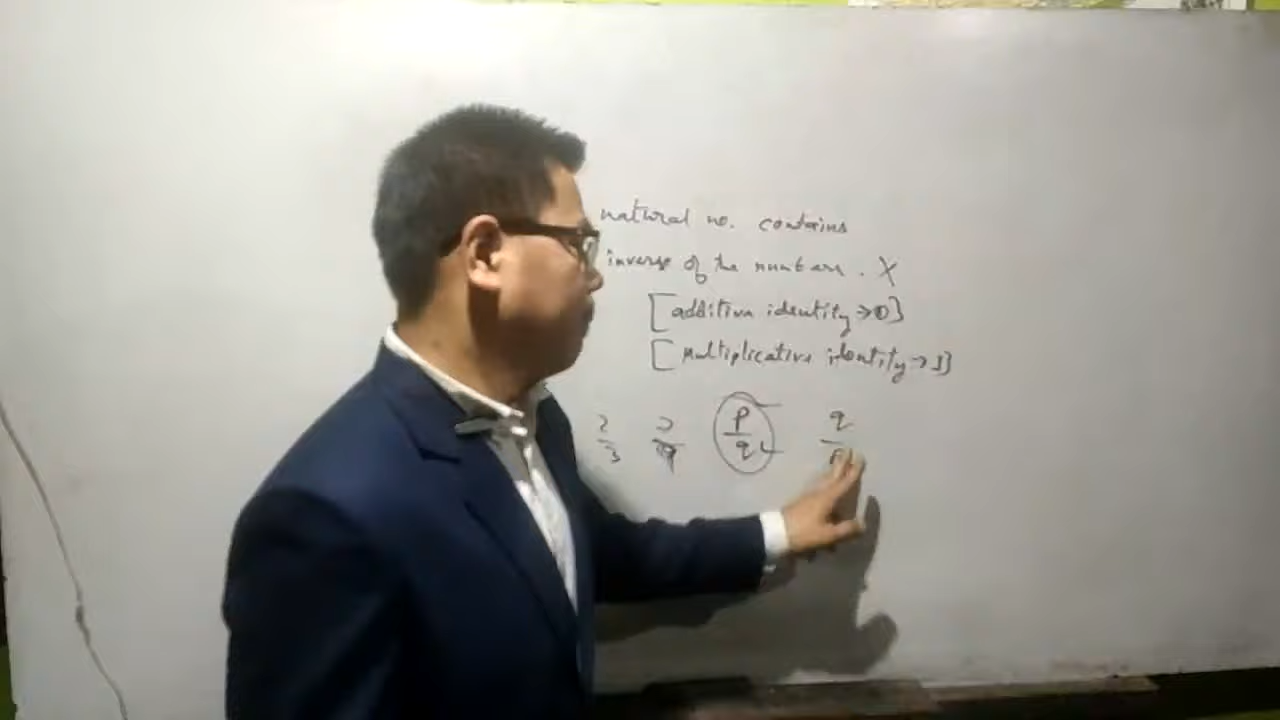 natural no. contains
inverse of the numbers. X
[additive identity → 0]
[Multiplicative identity → 1]
2/3 p/q q/